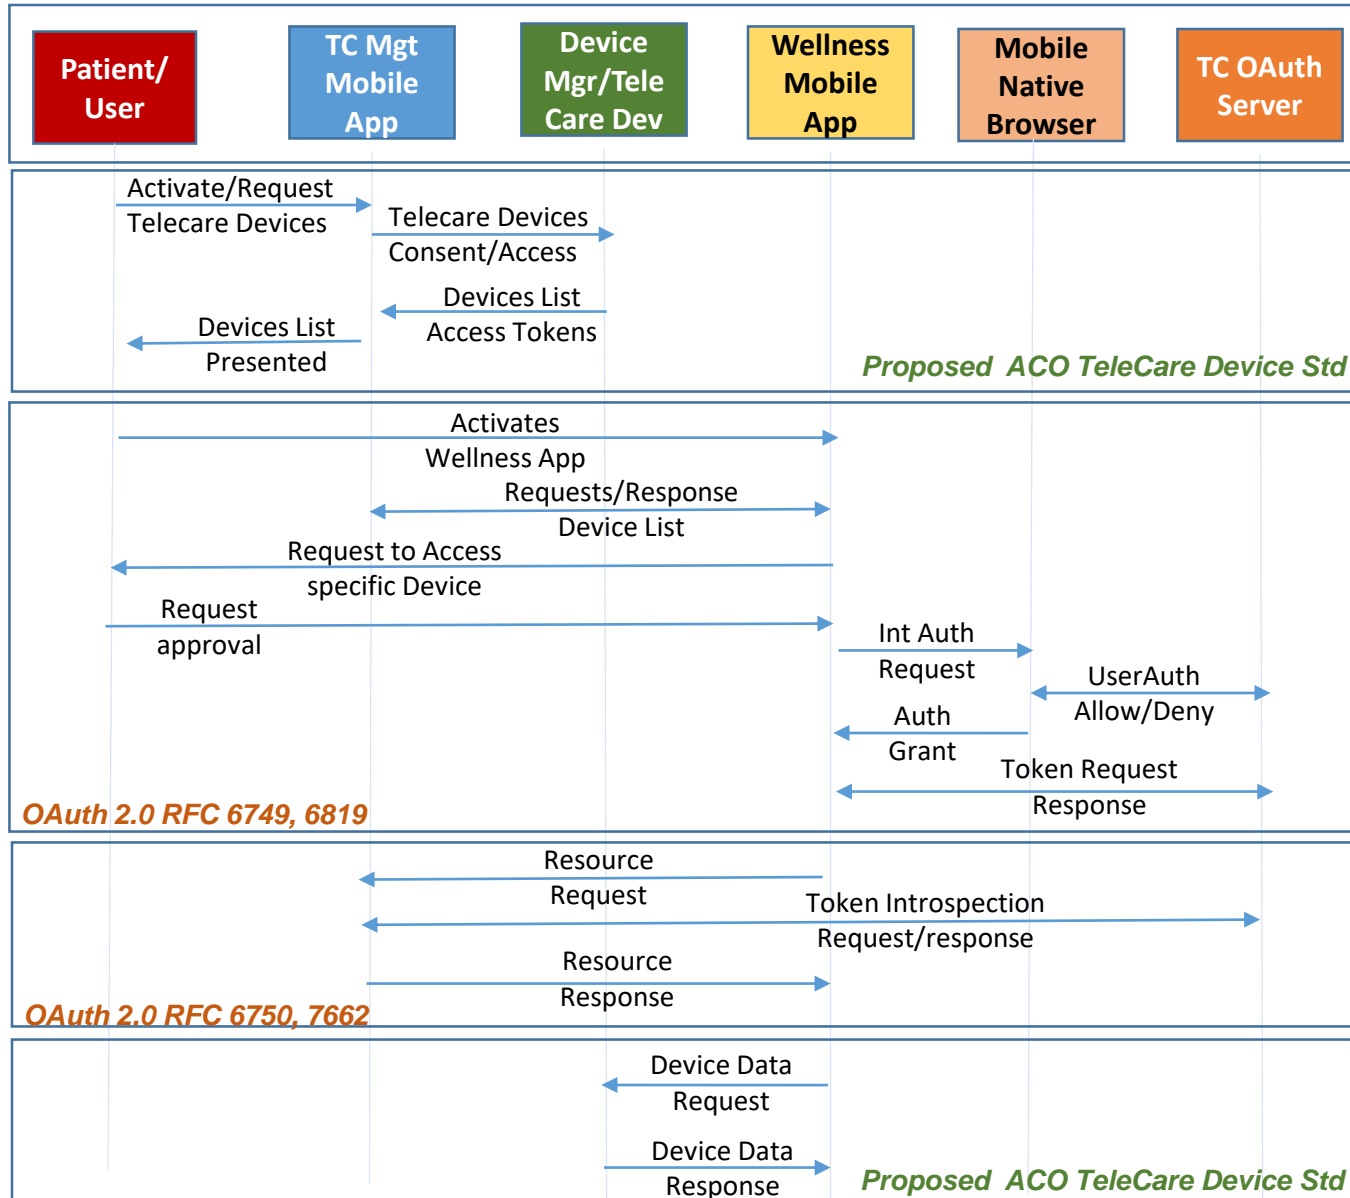 Patient/
User
TC Mgt
Mobile
App
Device
Mgr/Tele
Care Dev
Wellness
Mobile
App
Mobile
Native
Browser
TC OAuth
Server
Activate/Request
Telecare Devices
Telecare Devices
Consent/Access
Devices List
Access Tokens
Devices List
Presented
Proposed ACO TeleCare Device Std
Activates
Wellness App
Requests/Response
Device List
Request to Access
specific Device
Request
approval
Int Auth
Request
UserAuth
Allow/Deny
Auth
Grant
Token Request
Response
OAuth 2.0 RFC 6749, 6819
Resource
Request
Token Introspection
Request/response
Resource
Response
OAuth 2.0 RFC 6750, 7662
Device Data
Request
Device Data
Response
Proposed ACO TeleCare Device Std